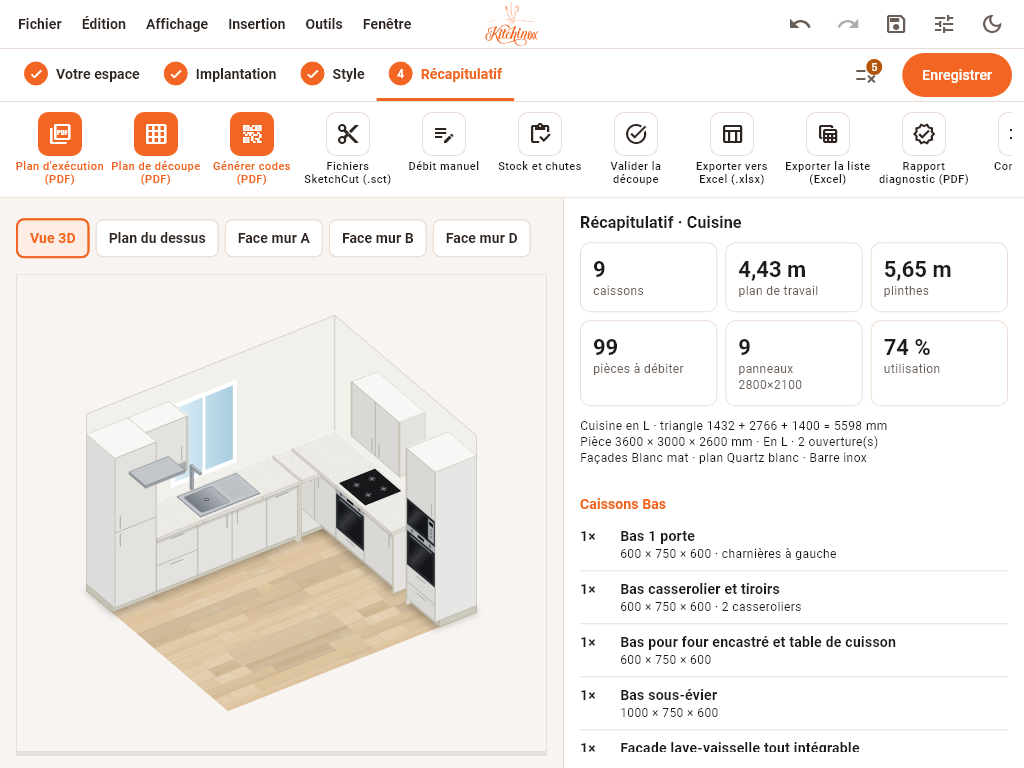 Fichier Édition Affichage Insertion Outils Fenêtre
Kitchinox
Votre espace Implantation Style 4 Récapitulatif
5
Enregistrer
PDF
Plan d'exécution (PDF)
Plan de découpe (PDF)
Générer codes (PDF)
Fichiers SketchCut (.sct)
Débit manuel
Stock et chutes
Valider la découpe
Exporter vers Excel (.xlsx)
Exporter la liste (Excel)
Rapport diagnostic (PDF)
Vue 3D Plan du dessus Face mur A Face mur B Face mur D
Récapitulatif · Cuisine
9
caissons
4,43 m
plan de travail
5,65 m
plinthes
99
pièces à débiter
9
panneaux
2800×2100
74 %
utilisation
Cuisine en L · triangle 1432 + 2766 + 1400 = 5598 mm
Pièce 3600 × 3000 × 2600 mm · En L · 2 ouverture(s)
Façades Blanc mat · plan Quartz blanc · Barre inox
Caissons Bas
1× Bas 1 porte
600 × 750 × 600 · charnières à gauche
1× Bas casserolier et tiroirs
600 × 750 × 600 · 2 casseroliers
1× Bas pour four encastré et table de cuisson
600 × 750 × 600
1× Bas sous-évier
1000 × 750 × 600
1× Façade lave-vaisselle tout intégrable